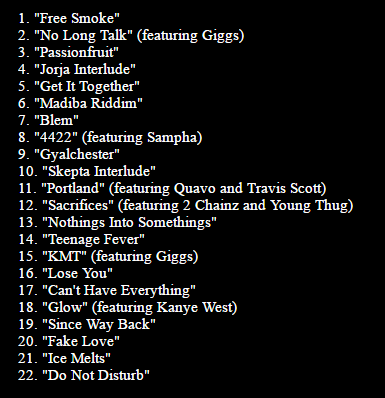 1. "Free Smoke"
2. "No Long Talk" (featuring Giggs)
3. "Passionfruit"
4. "Jorja Interlude"
5. "Get It Together"
6. "Madiba Riddim"
7. "Blem"
8. "4422" (featuring Sampha)
9. "Gyalchester"
10. "Skepta Interlude"
11. "Portland" (featuring Quavo and Travis Scott)
12. "Sacrifices" (featuring 2 Chainz and Young Thug)
13. "Nothings Into Somethings"
14. "Teenage Fever"
15. "KMT" (featuring Giggs)
16. "Lose You"
17. "Can't Have Everything"
18. "Glow" (featuring Kanye West)
19. "Since Way Back"
20. "Fake Love"
21. "Ice Melts"
22. "Do Not Disturb"